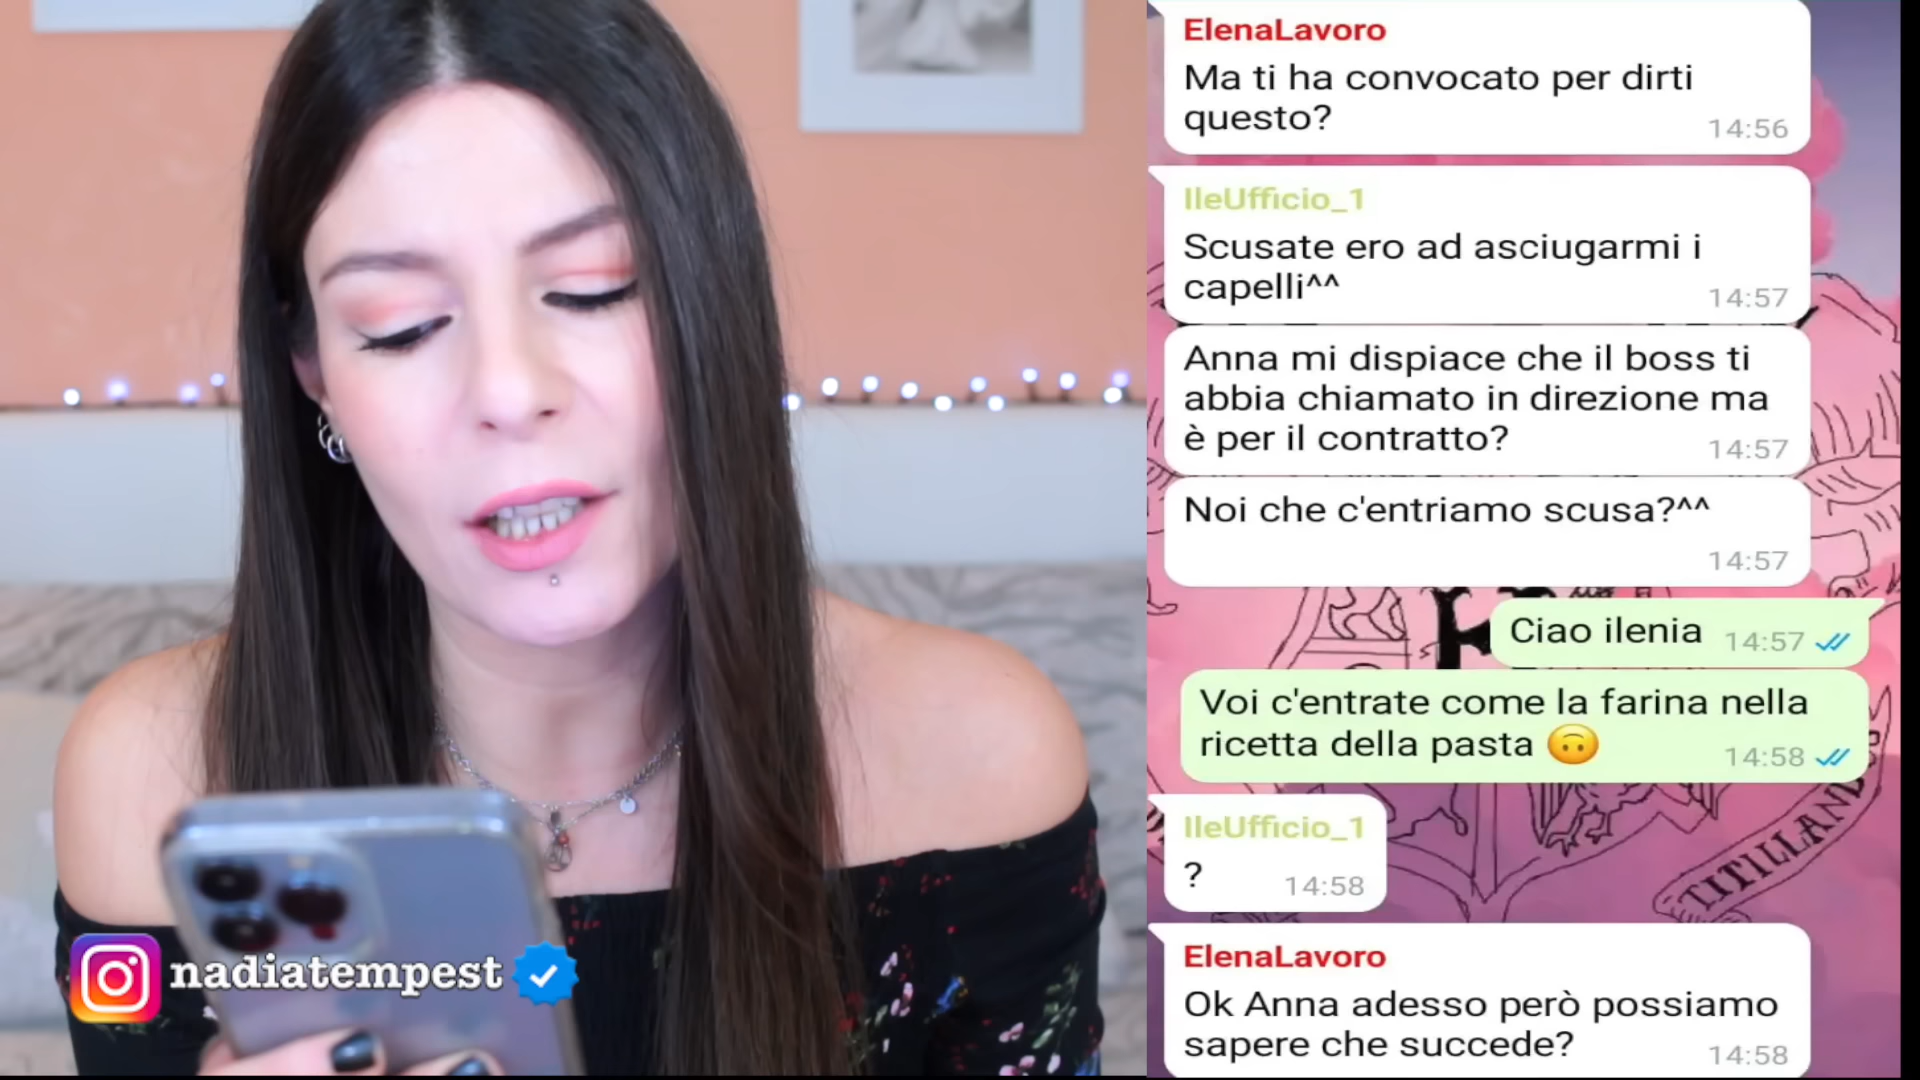 ElenaLavoro
Ma ti ha convocato per dirti
questo?
14:56
IleUfficio_1
Scusate ero ad asciugarmi i
capelli^^
14:57
Anna mi dispiace che il boss ti
abbia chiamato in direzione ma
è per il contratto?
14:57
Noi che c'entriamo scusa?^^
14:57
Ciao ilenia 14:57
Voi c'entrate come la farina nella
ricetta della pasta 🙃
14:58
IleUfficio_1
? 14:58
TITILLAND
ElenaLavoro
Ok Anna adesso però possiamo
sapere che succede?
14:58
nadiatempest